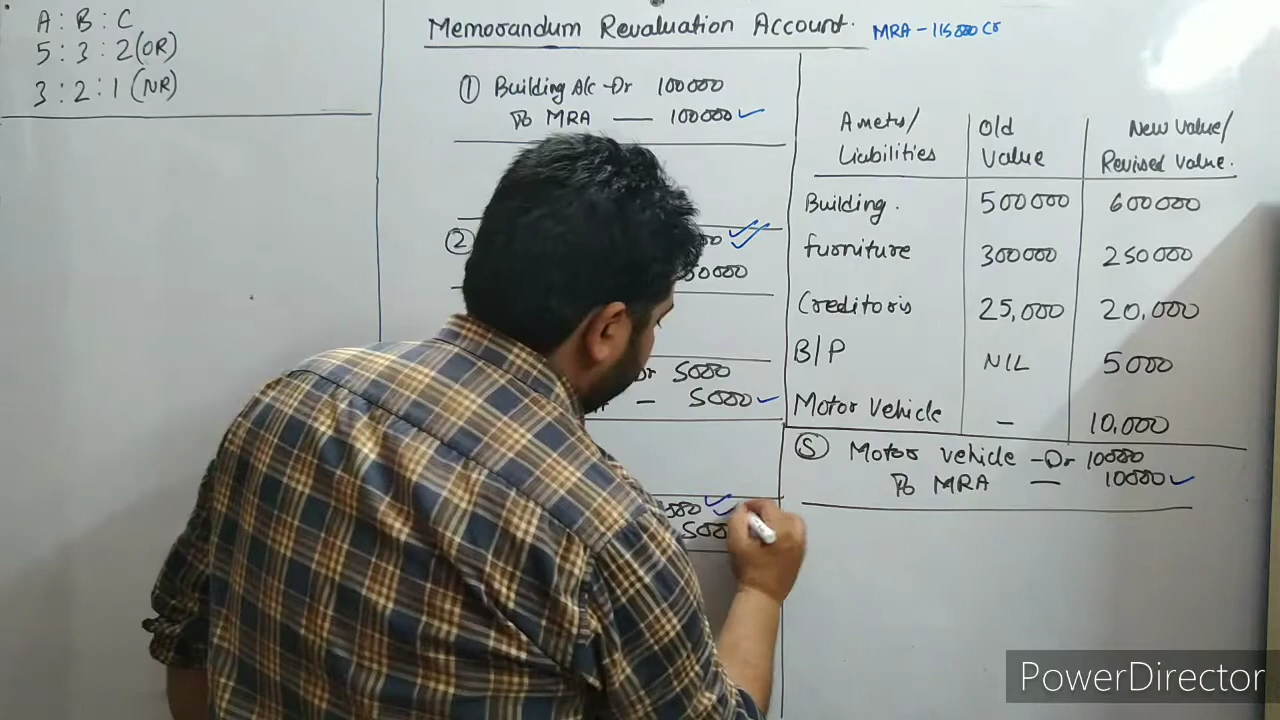 A : B : C
5 : 3 : 2 (OR)
3 : 2 : 1 (NR)
Memorandum Revaluation Account.
MRA - 115000 Cr
① Building A/c -Dr 100000
To MRA — 100000 ✓
②
50000
Dr 5000
— 5000 ✓
Assets/ Liabilities | Old Value | New Value/ Revised Value.
Building. 500000 600000
furniture 300000 250000
Creditors 25,000 20,000
B/P NIL 5000
Motor Vehicle – 10,000
⑤ Motor vehicle -Dr 10000
To MRA — 10000 ✓
PowerDirector